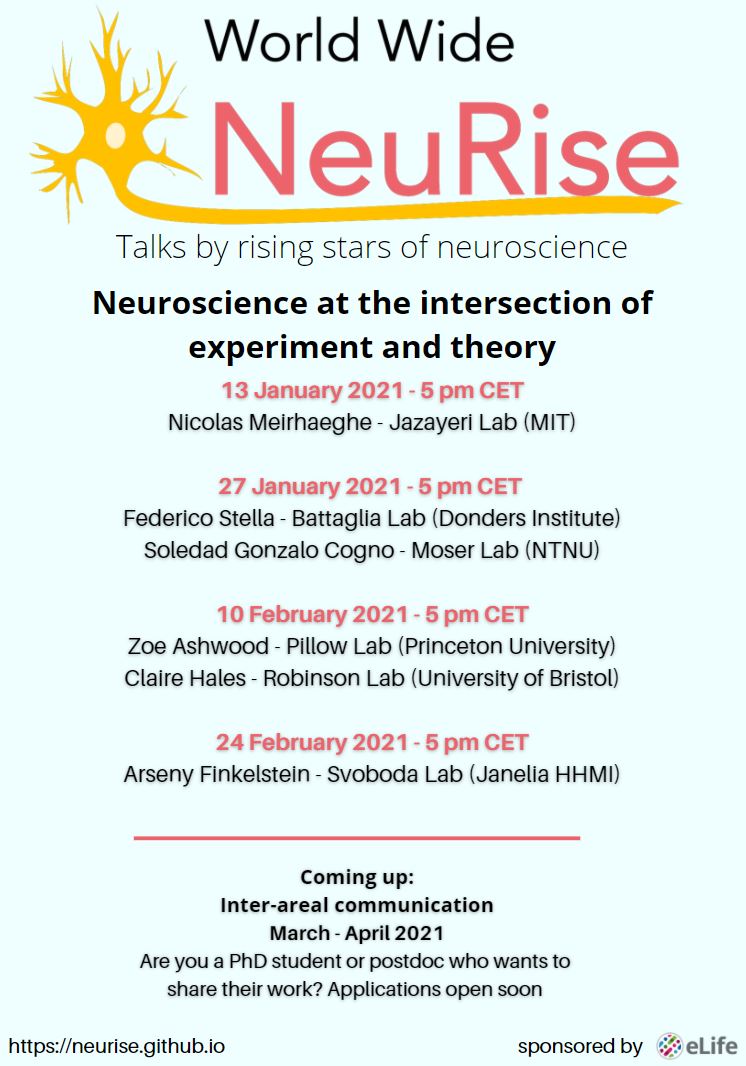 World Wide
NeuRise
Talks by rising stars of neuroscience
Neuroscience at the intersection of
experiment and theory
13 January 2021 - 5 pm CET
Nicolas Meirhaeghe - Jazayeri Lab (MIT)
27 January 2021 - 5 pm CET
Federico Stella - Battaglia Lab (Donders Institute)
Soledad Gonzalo Cogno - Moser Lab (NTNU)
10 February 2021 - 5 pm CET
Zoe Ashwood - Pillow Lab (Princeton University)
Claire Hales - Robinson Lab (University of Bristol)
24 February 2021 - 5 pm CET
Arseny Finkelstein - Svoboda Lab (Janelia HHMI)
Coming up:
Inter-areal communication
March - April 2021
Are you a PhD student or postdoc who wants to
share their work? Applications open soon
https://neurise.github.io
sponsored by eLife